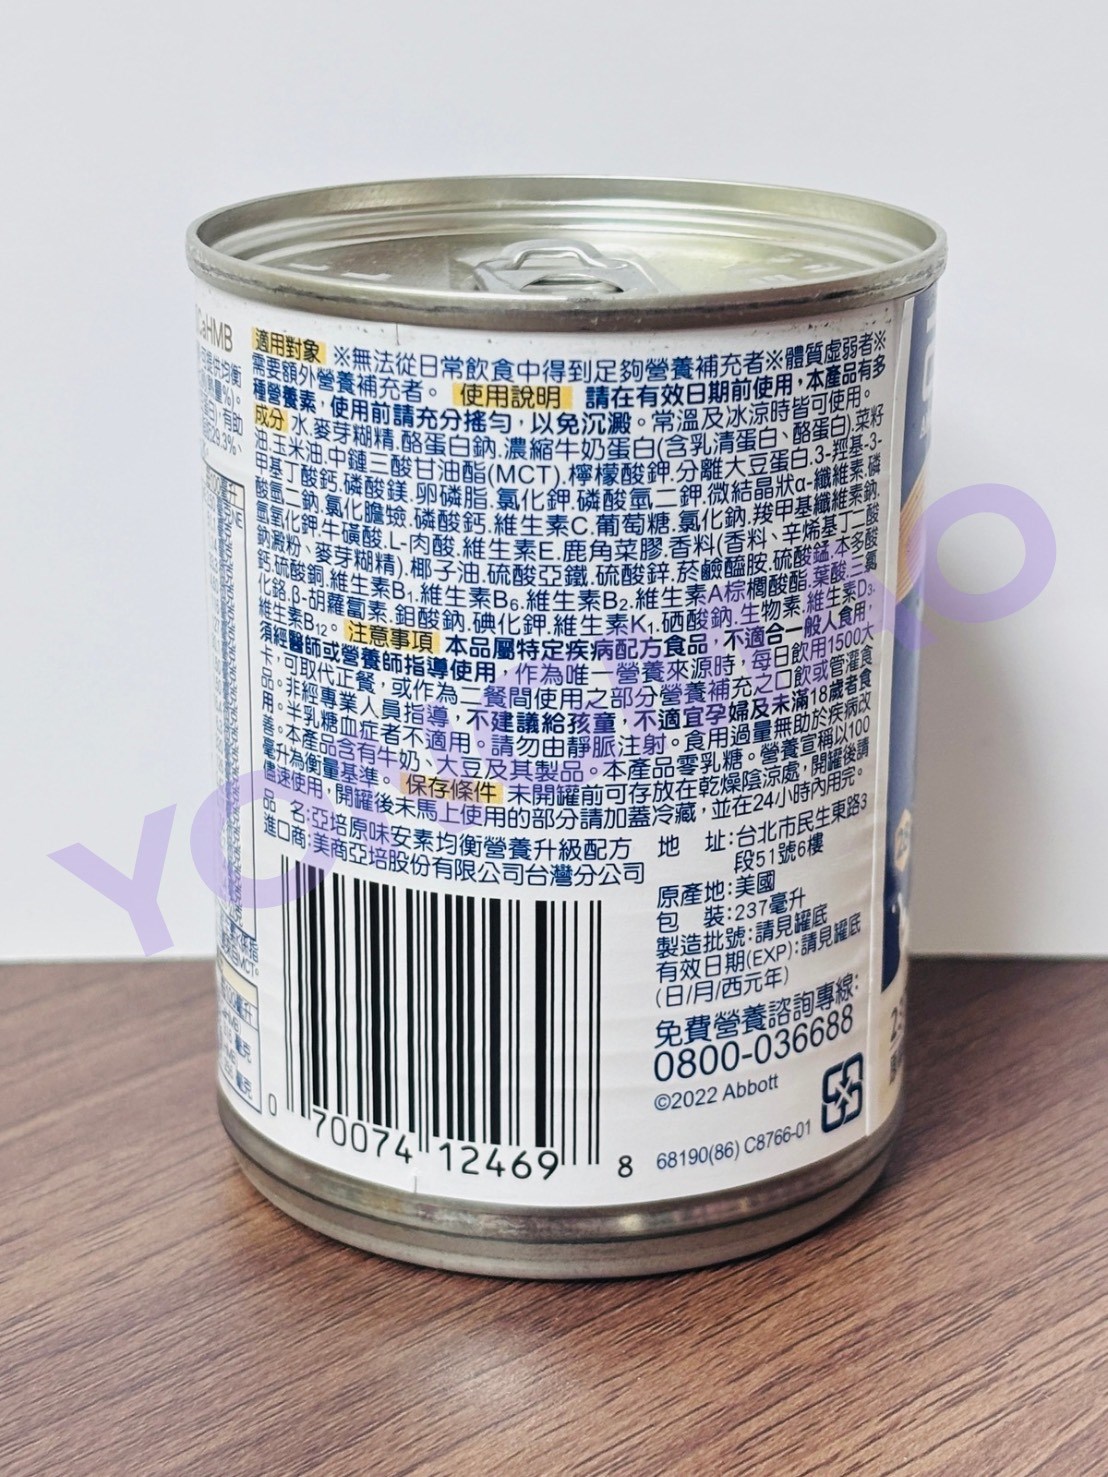 CaHMB
適用對象 ※無法從日常飲食中得到足夠營養補充者※體質虛弱者※
需要額外營養補充者。 使用說明 請在有效日期前使用，本產品有多
種營養素，使用前請充分搖勻，以免沉澱。常溫及冰涼時皆可使用。
成分 水.麥芽糊精.酪蛋白鈉.濃縮牛奶蛋白(含乳清蛋白、酪蛋白).菜籽
油.玉米油.中鏈三酸甘油酯(MCT).檸檬酸鉀.分離大豆蛋白.3-羥基-3-
甲基丁酸鈣.磷酸鎂.卵磷脂.氯化鉀.磷酸氫二鉀.微結晶狀α-纖維素.磷
酸氫二鈉.氯化膽鹼.磷酸鈣.維生素C.葡萄糖.氯化鈉.羧甲基纖維素鈉.
氫氧化鉀.牛磺酸.L-肉酸.維生素E.鹿角菜膠.香料(香料、辛烯基丁二酸
鈉澱粉、麥芽糊精).椰子油.硫酸亞鐵.硫酸鋅.菸鹼醯胺.硫酸錳.本多酸
鈣.硫酸銅.維生素B₁.維生素B₆.維生素B₂.維生素A棕櫚酸酯.葉酸.三氯
化鉻.β-胡蘿蔔素.鉬酸鈉.碘化鉀.維生素K₁.硒酸鈉.生物素.維生素D₃.
維生素B₁₂。 注意事項 本品屬特定疾病配方食品，不適合一般人食用，
須經醫師或營養師指導使用，作為唯一營養來源時，每日飲用1500大
卡，可取代正餐，或作為二餐間使用之部分營養補充之口飲或管灌食
品。非經專業人員指導，不建議給孩童，不適宜孕婦及未滿18歲者食
用。半乳糖血症者不適用。請勿由靜脈注射。食用過量無助於疾病改
善。本產品含有牛奶、大豆及其製品。本產品零乳糖。營養宣稱以100
毫升為衡量基準。 保存條件 未開罐前可存放在乾燥陰涼處，開罐後請
儘速使用，開罐後未馬上使用的部分請加蓋冷藏，並在24小時內用完。
品 名:亞培原味安素均衡營養升級配方
進口商:美商亞培股份有限公司台灣分公司
地 址:台北市民生東路3
段51號6樓
原產地:美國
包 裝:237毫升
製造批號:請見罐底
有效日期(EXP):請見罐底
(日/月/西元年)
免費營養諮詢專線:
0800-036688
©2022 Abbott
68190(86) C8766-01
0 70074 12469 8